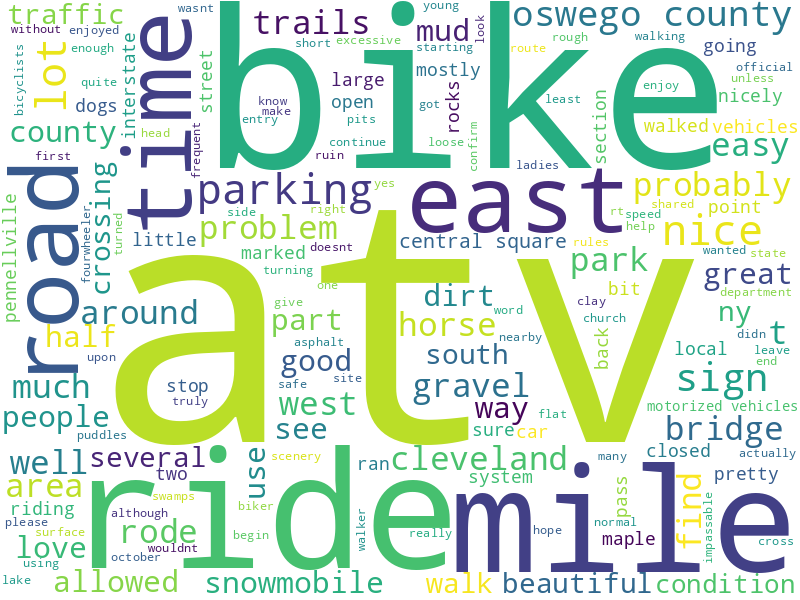 traffic
without
enjoyed
enough
lot
quite
bicyclists
dogs
county
first
road
pennellville
fourwheeler
crossing
turned
around
half
upon
much
people
puddles
well
area
riding
please
surface
using
lake
interstate
street
wasnt
time
head
frequent
trails
short
excessive
young
mud
look
starting
mostly
large
open
rocks
know
make
entry
pits
got
continue
loose
ruin
confirm
bike
oswego county
walking
route
rough
going
official
unless
enjoy
nicely
least
section
walked
vehicles
easy
ladies
parking
yes
east
rt
speed
help
probably
shared
point
problem
side
right
marked
doesnt
little
turning
central square
nice
rules
wanted
state
park
great
department
one
give
dirt
word
clay
bit
ny
church
nearby
didn
t
part
asphalt
horse
back
local
leave
end
good
safe
site
south
sign
stop
truly
atv
gravel
flat
motorized vehicles
west
way
see
sure
car
bridge
several
two
use
scenery
ran
cleveland
system
many
closed
actually
pretty
pass
find
swamps
although
biker
rode
ride
mile
love
october
wouldnt
begin
walker
really
hope
normal
maple
impassable
cross
allowed
snowmobile
walk
beautiful
condition